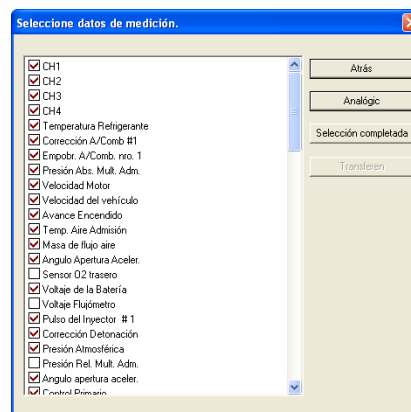 Seleccione datos de medición.
CH1
CH2
CH3
CH4
Temperatura Refrigerante
Corrección A/Comb #1
Empobr. A/Comb. nro. 1
Presión Abs. Mult. Adm.
Velocidad Motor
Velocidad del vehículo
Avance Encendido
Temp. Aire Admisión
Masa de flujo aire
Angulo Apertura Aceler.
Sensor O2 trasero
Voltaje de la Batería
Voltaje Flujómetro
Pulso del Inyector # 1
Corrección Detonación
Presión Atmosférica
Presión Rel. Mult. Adm.
Angulo apertura aceler.
Control Primario
Atrás
Analógic
Selección completada
Transferen